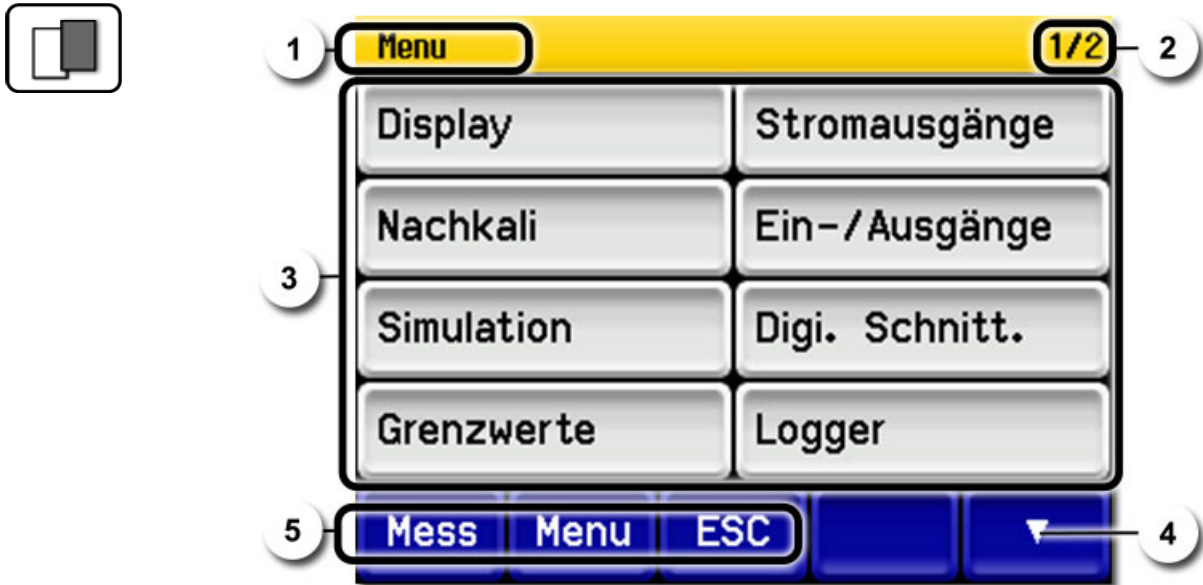 1 Menu 1/2 2
Display Stromausgänge
Nachkali Ein-/Ausgänge
3
Simulation Digi. Schnitt.
Grenzwerte Logger
5 Mess Menu ESC 4